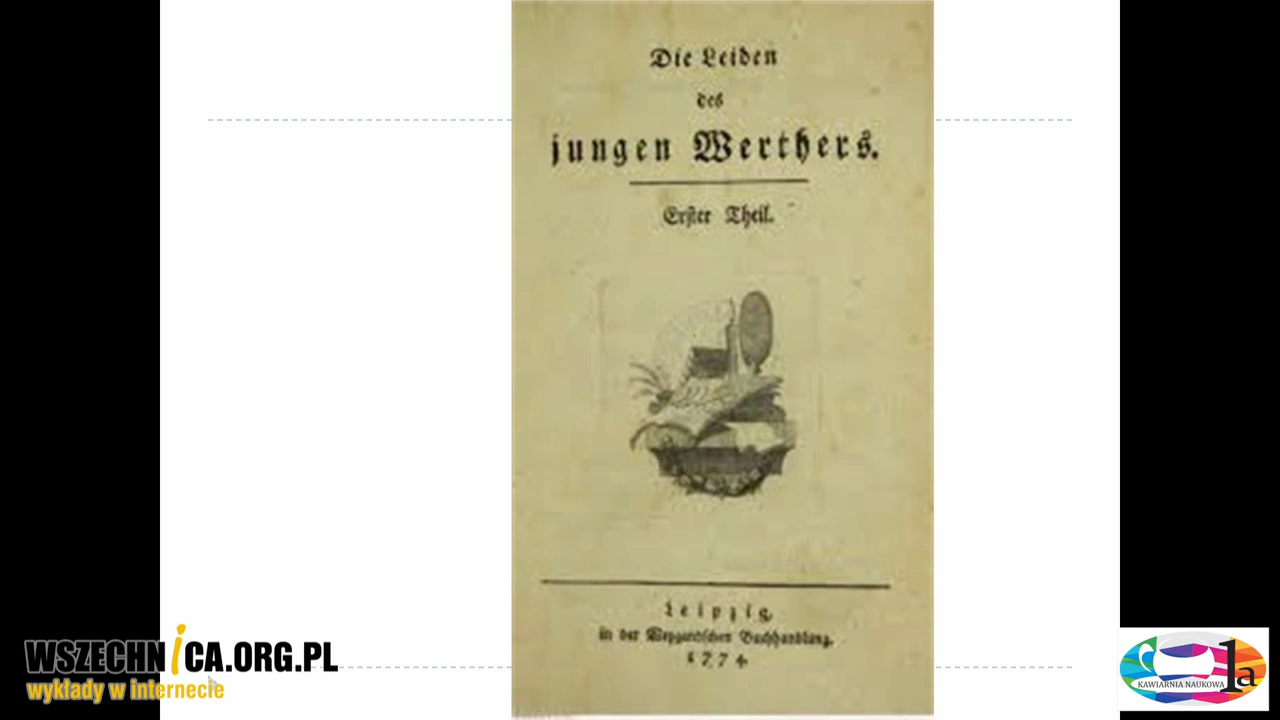 Die Leiden
des
jungen Werthers.
Erster Theil.
Leipzig,
in der Weygandschen Buchhandlung.
1774.
WSZECHNiCA.ORG.PL
wykłady w internecie
KAWIARNIA NAUKOWA 1a